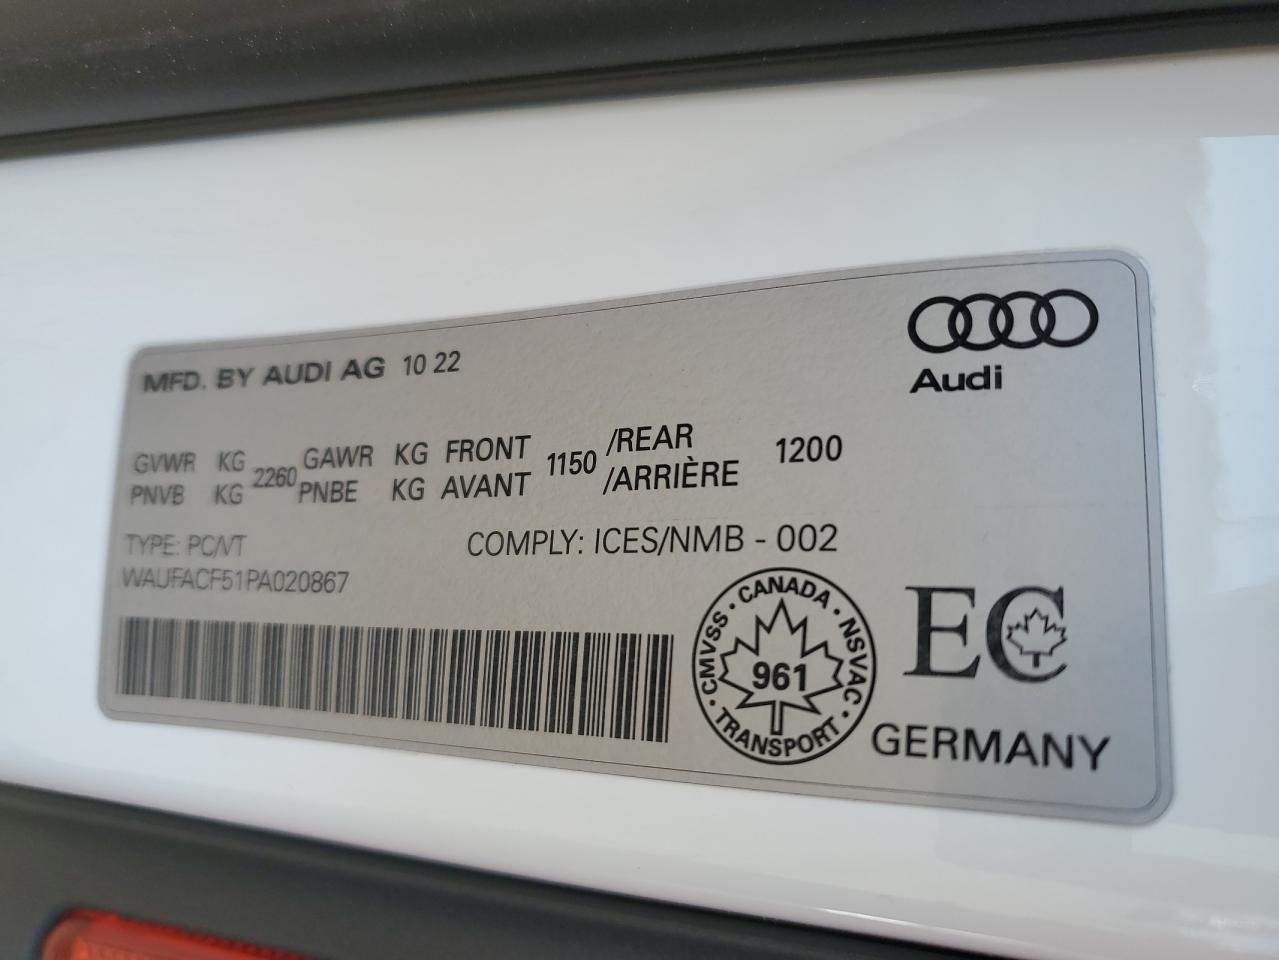 MFD. BY AUDI AG 10 22
Audi
GVWR KG 2260 GAWR KG FRONT 1150 /REAR 1200
PNVB KG PNBE KG AVANT /ARRIÈRE
TYPE: PC/VT
COMPLY: ICES/NMB - 002
WAUFACF51PA020867
CMVSS · CANADA · NSVAC · TRANSPORT
961
EC
GERMANY